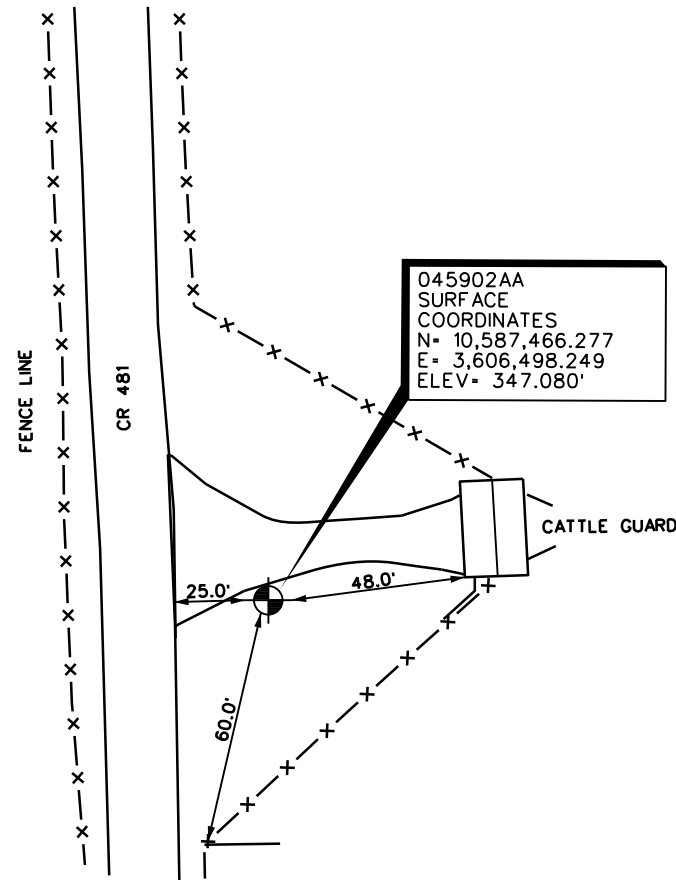 045902AA
SURFACE
COORDINATES
N= 10,587,466.277
E= 3,606,498.249
ELEV= 347.080'
FENCE LINE
CR 481
CATTLE GUARD
25.0'
48.0'
60.0'